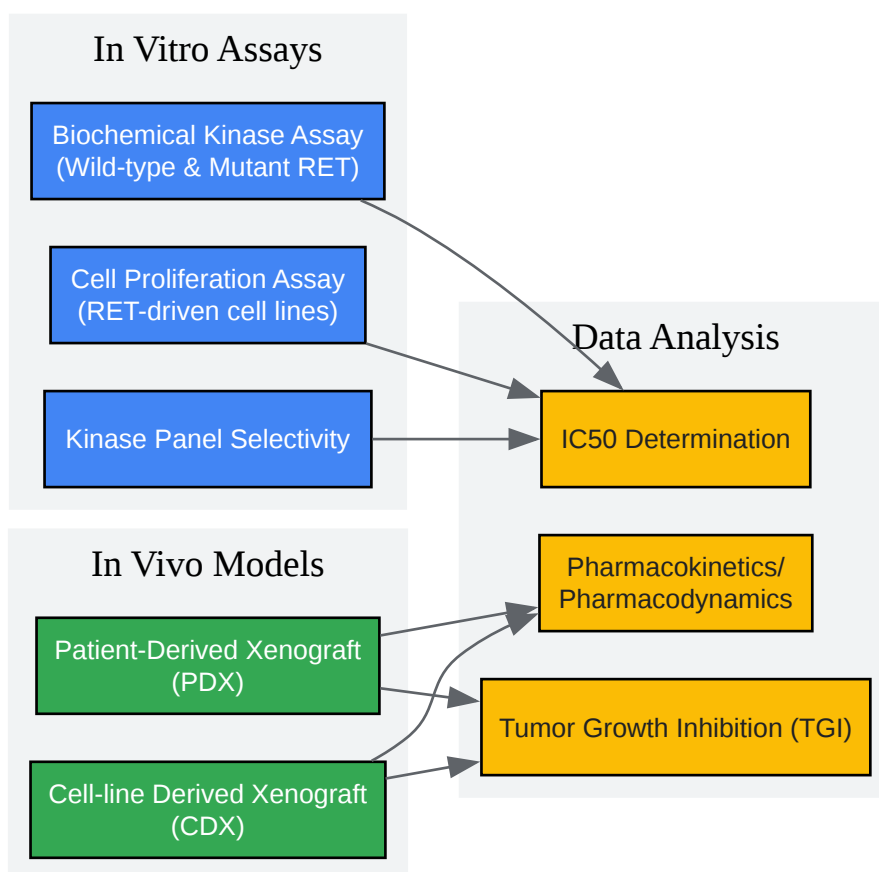 In Vitro Assays
Biochemical Kinase Assay
(Wild-type & Mutant RET)
Cell Proliferation Assay
(RET-driven cell lines)
Kinase Panel Selectivity
In Vivo Models
Patient-Derived Xenograft
(PDX)
Cell-line Derived Xenograft
(CDX)
Data Analysis
IC50 Determination
Pharmacokinetics/
Pharmacodynamics
Tumor Growth Inhibition (TGI)